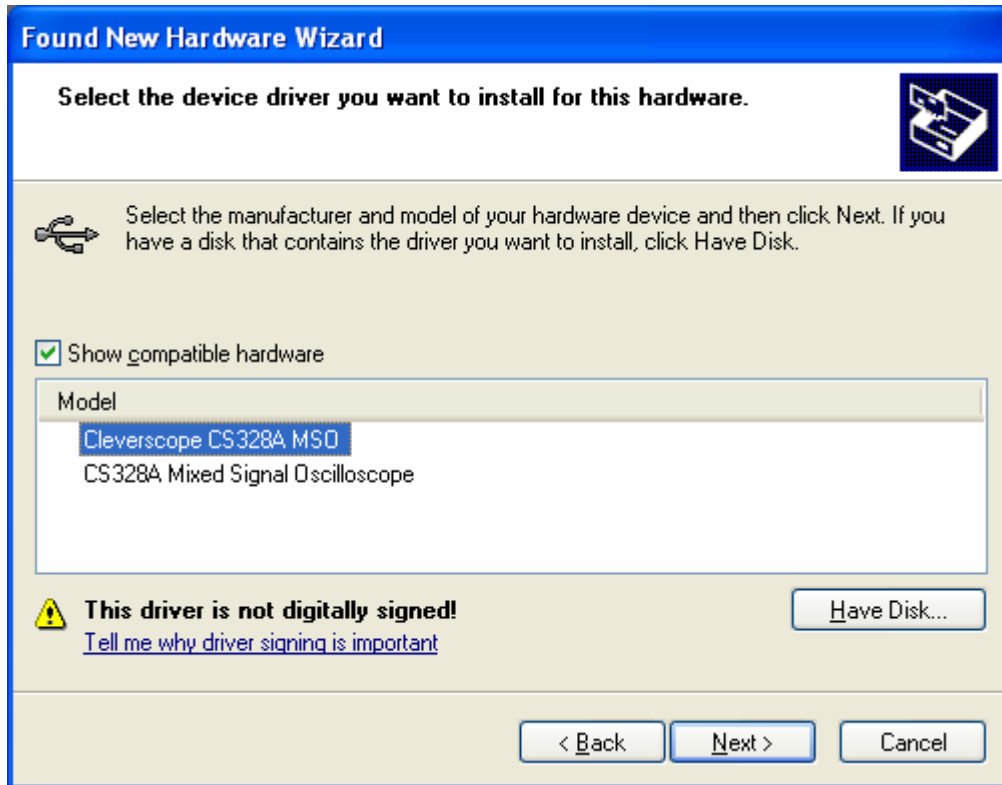 Found New Hardware Wizard
Select the device driver you want to install for this hardware.
Select the manufacturer and model of your hardware device and then click Next. If you
have a disk that contains the driver you want to install, click Have Disk.
Show compatible hardware
Model
Cleverscope CS328A MSO
CS328A Mixed Signal Oscilloscope
This driver is not digitally signed!
Have Disk...
Tell me why driver signing is important
< Back
Next >
Cancel